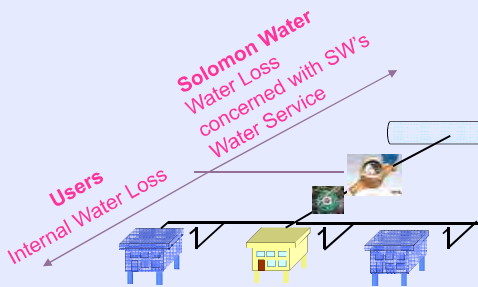 Solomon Water
Water Loss
concerned with SW's
Water Service
Users
Internal Water Loss